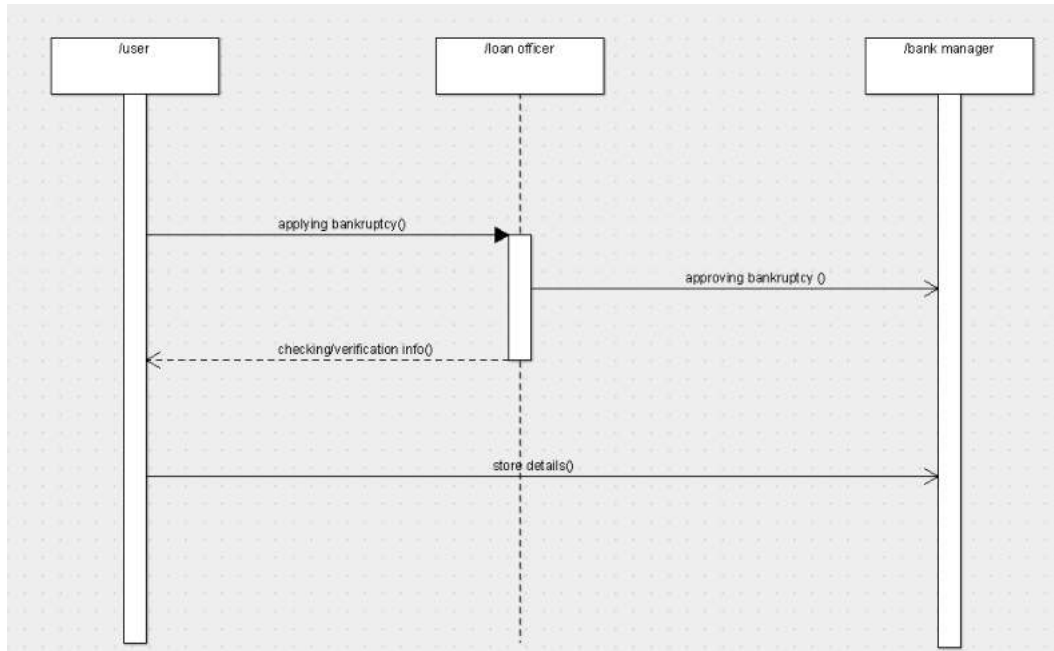 /user
/loan officer
/bank manager
applying bankruptcy()
approving bankruptcy ()
checking/verification info()
store details()